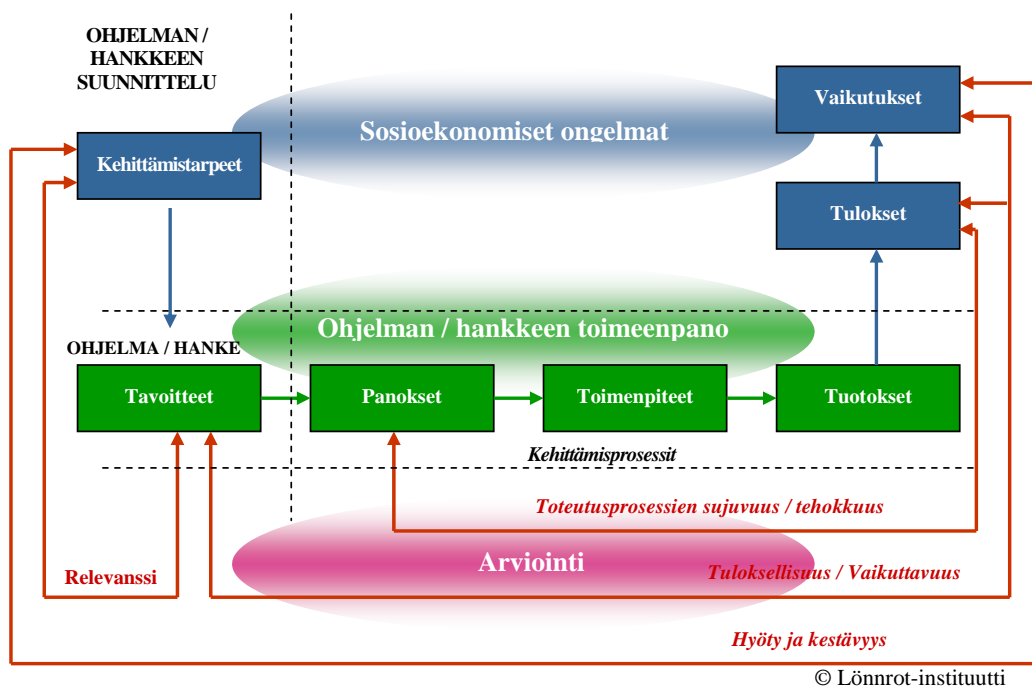 OHJELMAN /
HANKKEEN
SUUNNITTELU
Vaikutukset
Sosioekonomiset ongelmat
Kehittämistarpeet
Tulokset
Ohjelman / hankkeen toimeenpano
OHJELMA / HANKE
Tavoitteet
Panokset
Toimenpiteet
Tuotokset
Kehittämisprosessit
Toteutusprosessien sujuvuus / tehokkuus
Arviointi
Relevanssi
Tuloksellisuus / Vaikuttavuus
Hyöty ja kestävyys
© Lönnrot-instituutti